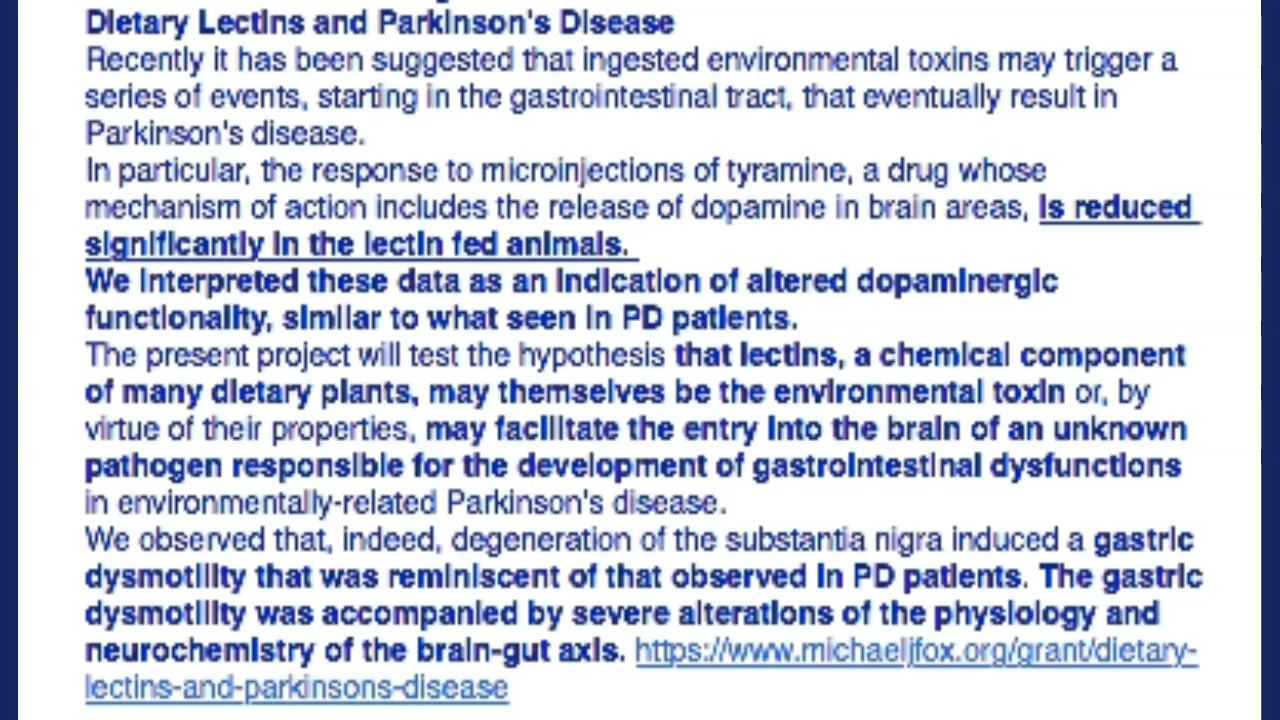 Dietary Lectins and Parkinson's Disease
Recently it has been suggested that ingested environmental toxins may trigger a
series of events, starting in the gastrointestinal tract, that eventually result in
Parkinson's disease.
In particular, the response to microinjections of tyramine, a drug whose
mechanism of action includes the release of dopamine in brain areas, is reduced
significantly in the lectin fed animals.
We interpreted these data as an indication of altered dopaminergic
functionality, similar to what seen in PD patients.
The present project will test the hypothesis that lectins, a chemical component
of many dietary plants, may themselves be the environmental toxin or, by
virtue of their properties, may facilitate the entry into the brain of an unknown
pathogen responsible for the development of gastrointestinal dysfunctions
in environmentally-related Parkinson's disease.
We observed that, indeed, degeneration of the substantia nigra induced a gastric
dysmotility that was reminiscent of that observed in PD patients. The gastric
dysmotility was accompanied by severe alterations of the physiology and
neurochemistry of the brain-gut axis. https://www.michaeljfox.org/grant/dietary-
lectins-and-parkinsons-disease